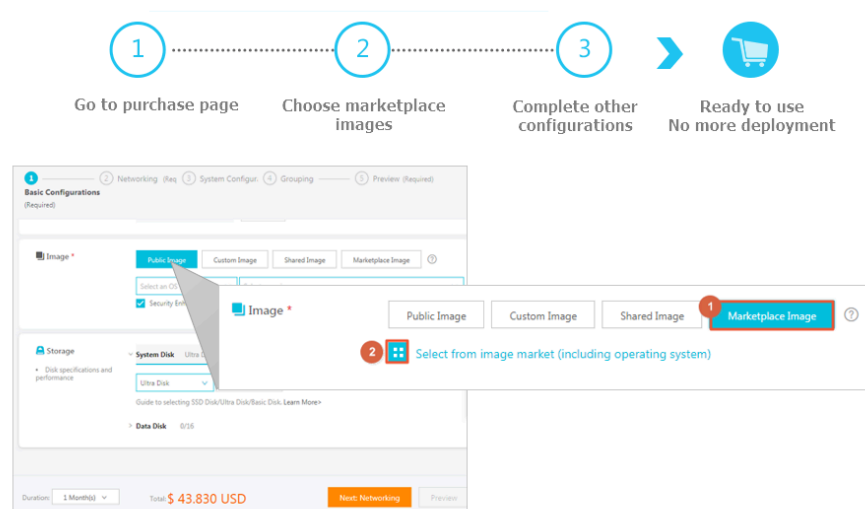 1
2
3
Go to purchase page
Choose marketplace
images
Complete other
configurations
Ready to use
No more deployment
1
2 Networking (Req
3 System Configur.
4 Grouping
5 Preview (Required)
Basic Configurations
(Required)
Image *
Public Image
Custom Image
Shared Image
Marketplace Image
?
Select an OS
Security En
Image *
Public Image
Custom Image
Shared Image
1
Marketplace Image
?
2
Select from image market (including operating system)
Storage
• Disk specifications and
performance
System Disk
Ultra D
Ultra Disk
Guide to selecting SSD Disk/Ultra Disk/Basic Disk. Learn More>
> Data Disk 0/16
Duration:
1 Month(s)
Total: $ 43.830 USD
Next: Networking
Preview